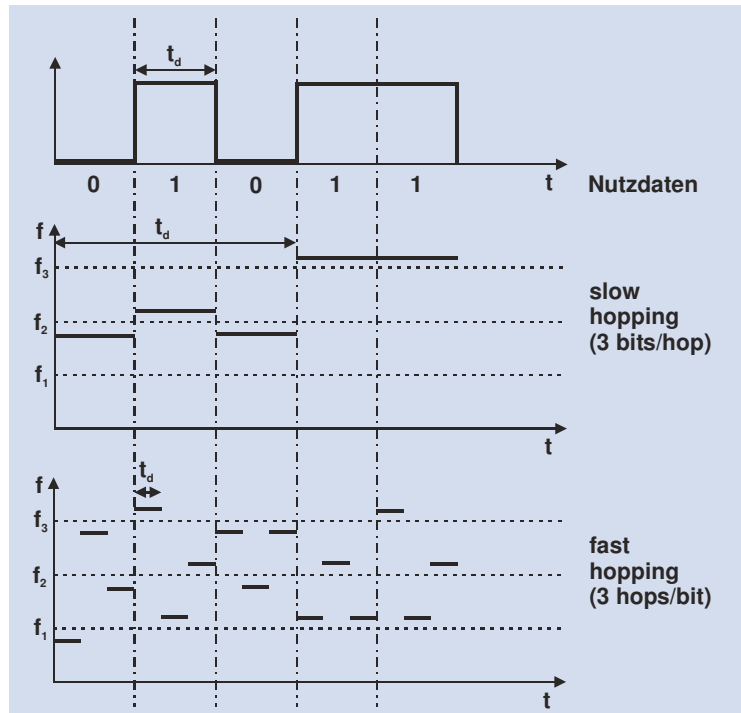 t_d
0 1 0 1 1 t Nutzdaten
f t_d
f_3
f_2
f_1
t
slow
hopping
(3 bits/hop)
t_d
f
f_3
f_2
f_1
t
fast
hopping
(3 hops/bit)